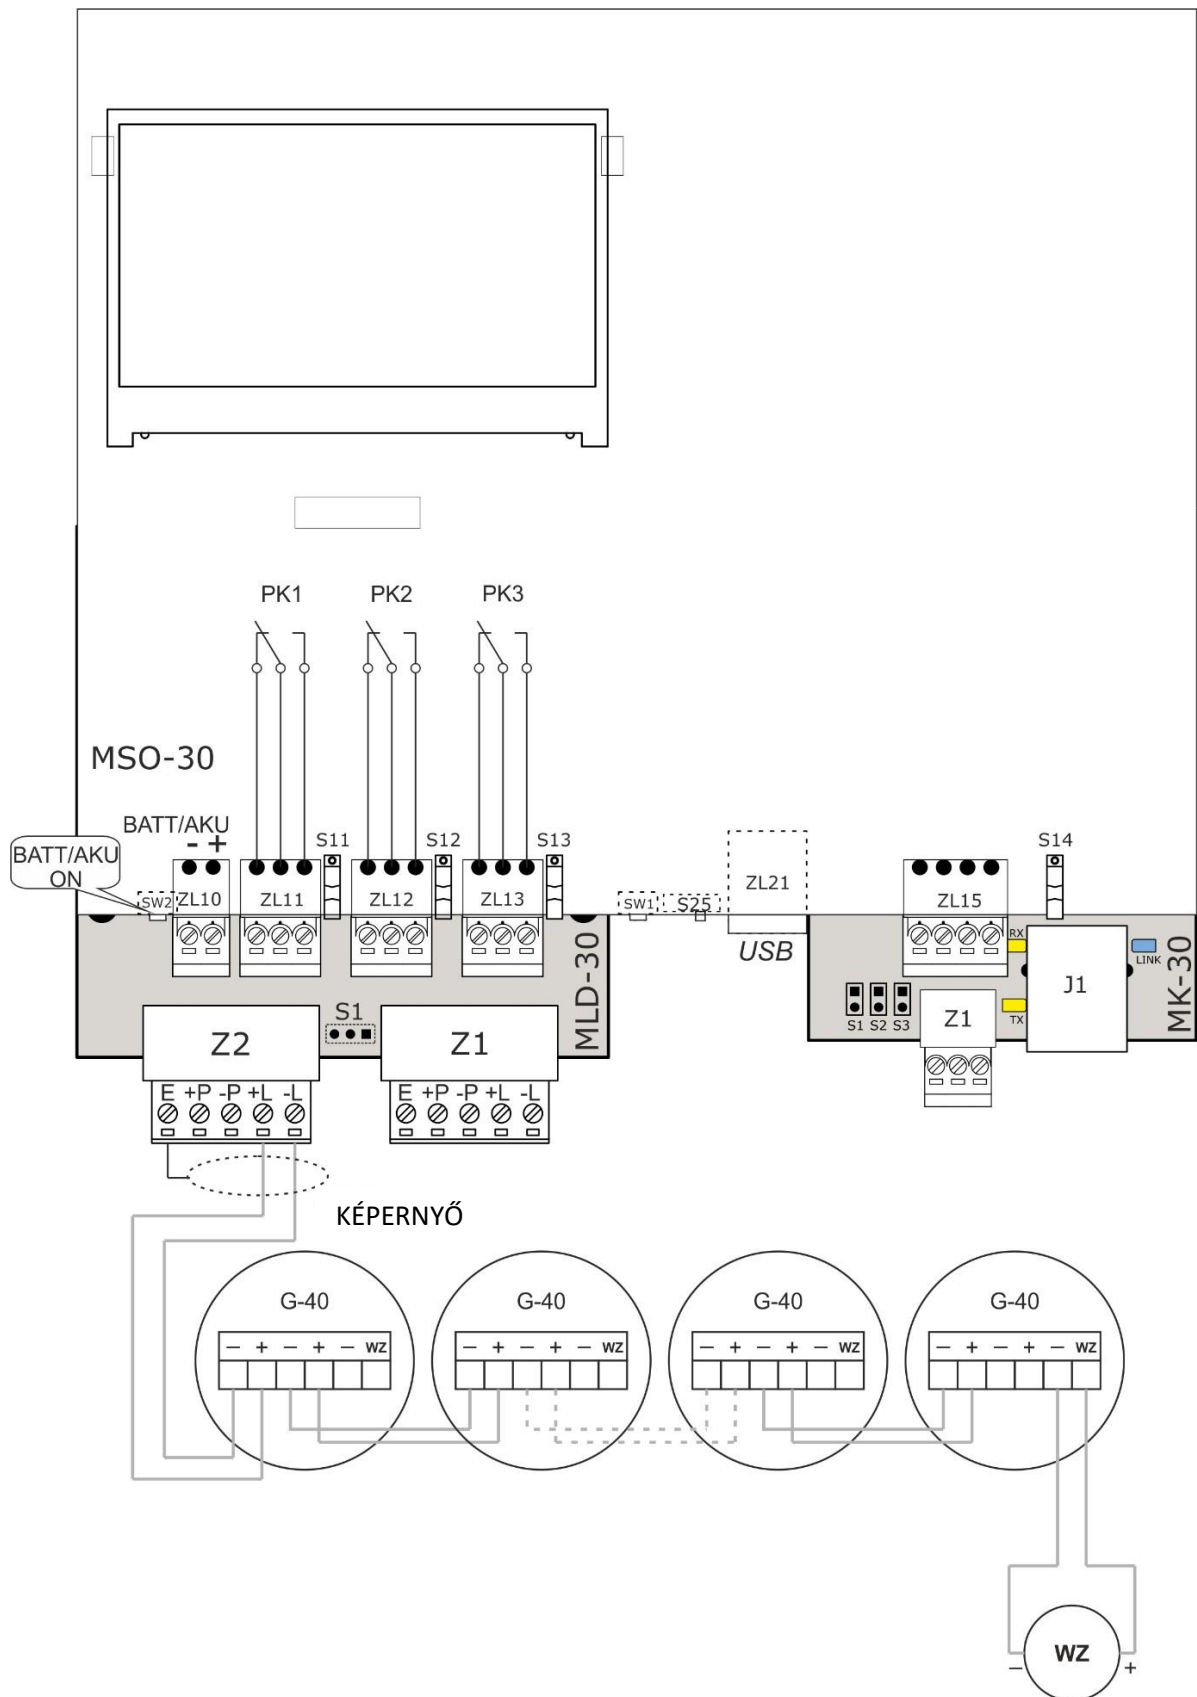 PK1 PK2 PK3
MSO-30
BATT/AKU
- +
BATT/AKU
ON
S11 S12 S13 S14
SW2 ZL10 ZL11 ZL12 ZL13 SW1 S25 ZL21 ZL15
USB
RX
LINK
MLD-30
J1
MK-30
S1
Z2 Z1
S1 S2 S3
Z1
TX
E +P -P +L -L E +P -P +L -L
KÉPERNYŐ
G-40 G-40 G-40 G-40
− + − + − WZ − + − + − WZ − + − + − WZ − + − + − WZ
WZ
− +